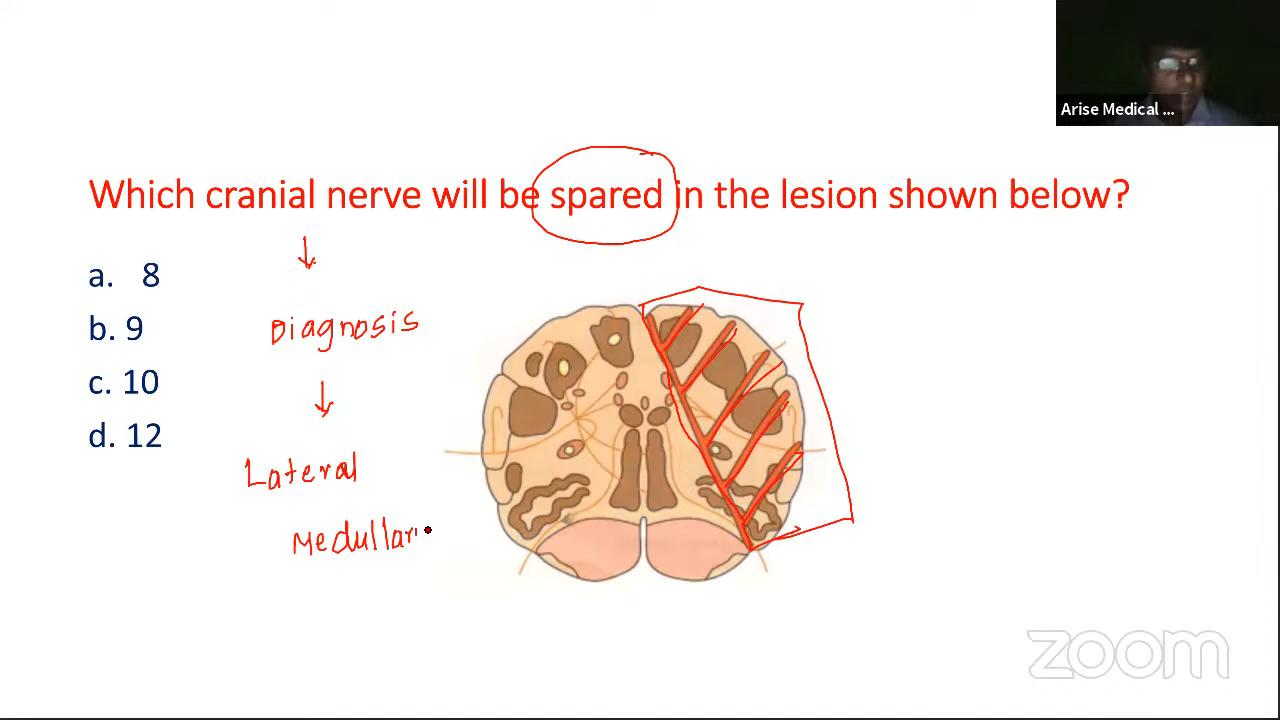 Arise Medical ...
Which cranial nerve will be spared in the lesion shown below?
a. 8
b. 9
c. 10
d. 12
Diagnosis
Lateral
Medullar
zoom